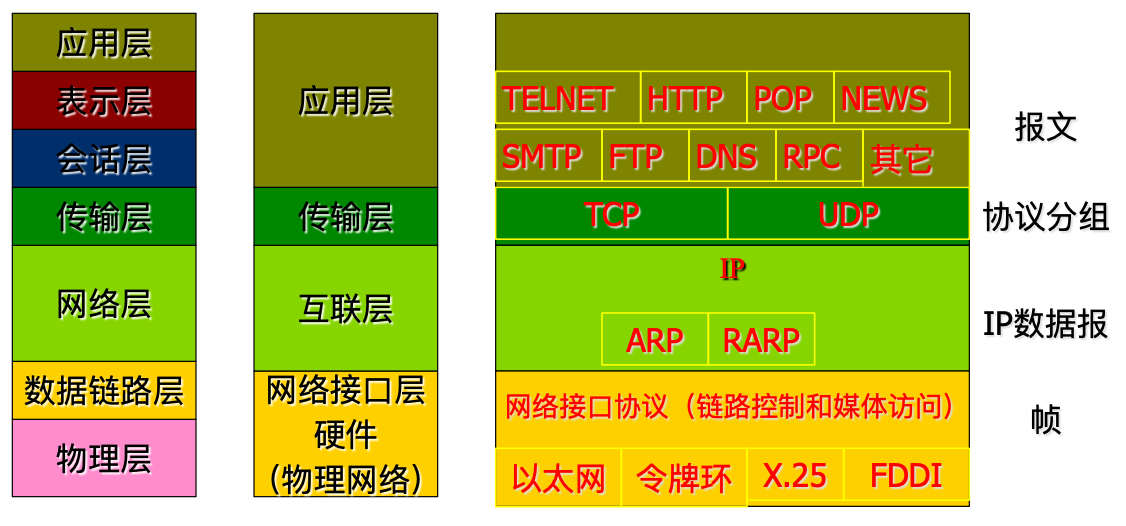 应用层
表示层
会话层
传输层
网络层
数据链路层
物理层
应用层
传输层
互联层
网络接口层
硬件
(物理网络)
TELNET HTTP POP NEWS
SMTP FTP DNS RPC 其它
TCP UDP
IP
ARP RARP
网络接口协议（链路控制和媒体访问）
以太网 令牌环 X.25 FDDI
报文
协议分组
IP数据报
帧